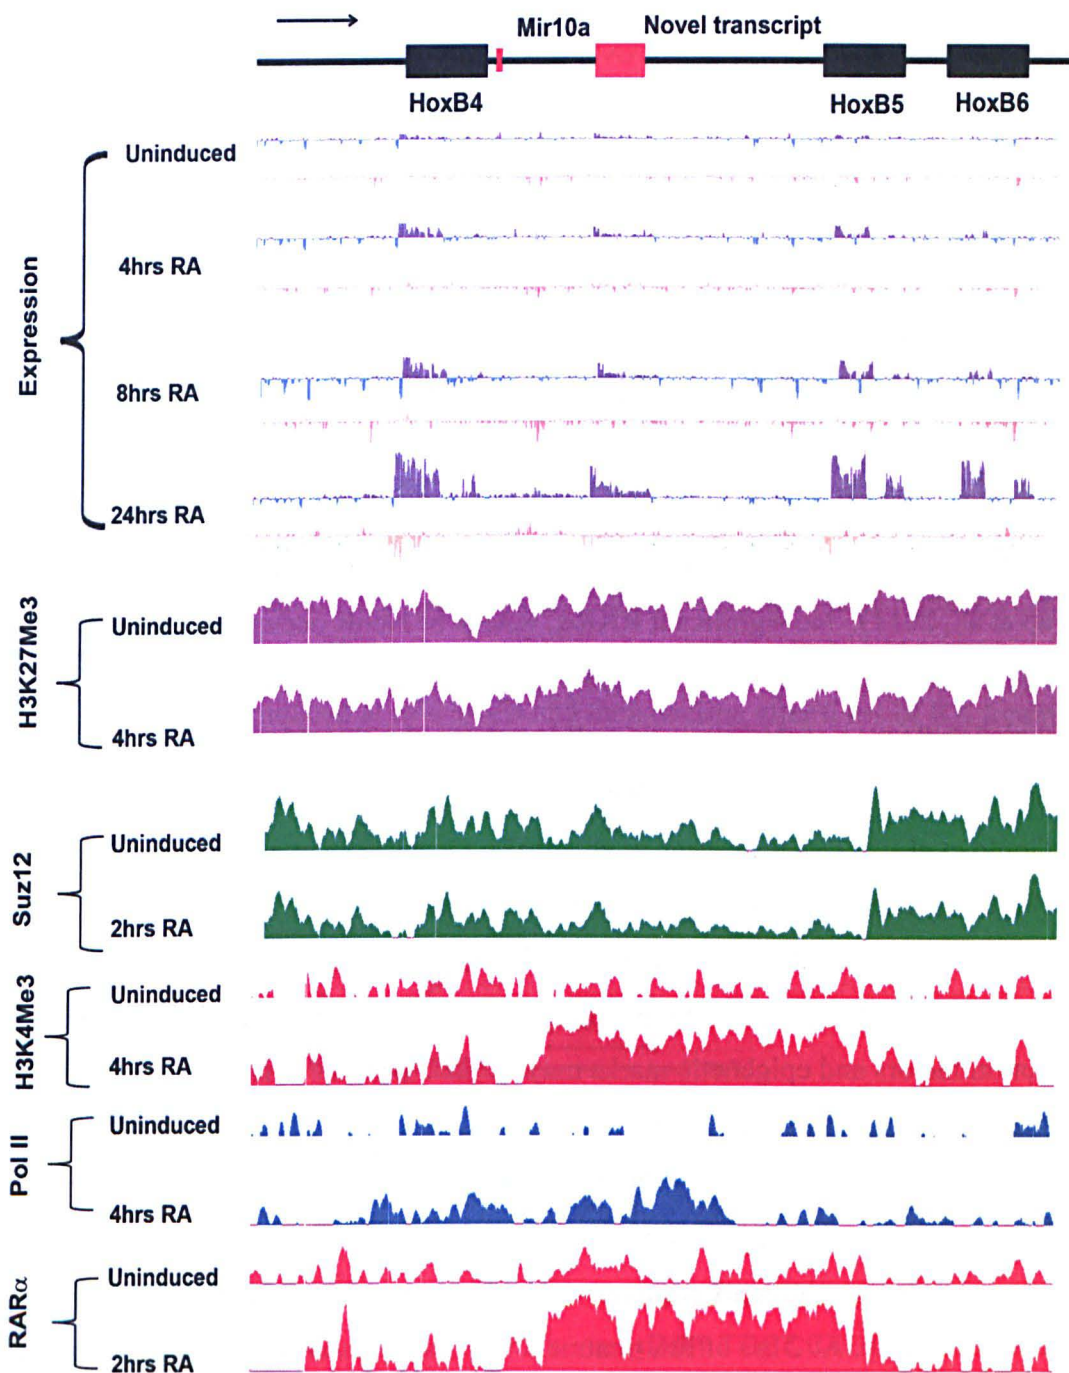 Mir10a Novel transcript
HoxB4 HoxB5 HoxB6
Expression
Uninduced
4hrs RA
8hrs RA
24hrs RA
H3K27Me3
Uninduced
4hrs RA
Suz12
Uninduced
2hrs RA
H3K4Me3
Uninduced
4hrs RA
Pol II
Uninduced
4hrs RA
RARα
Uninduced
2hrs RA